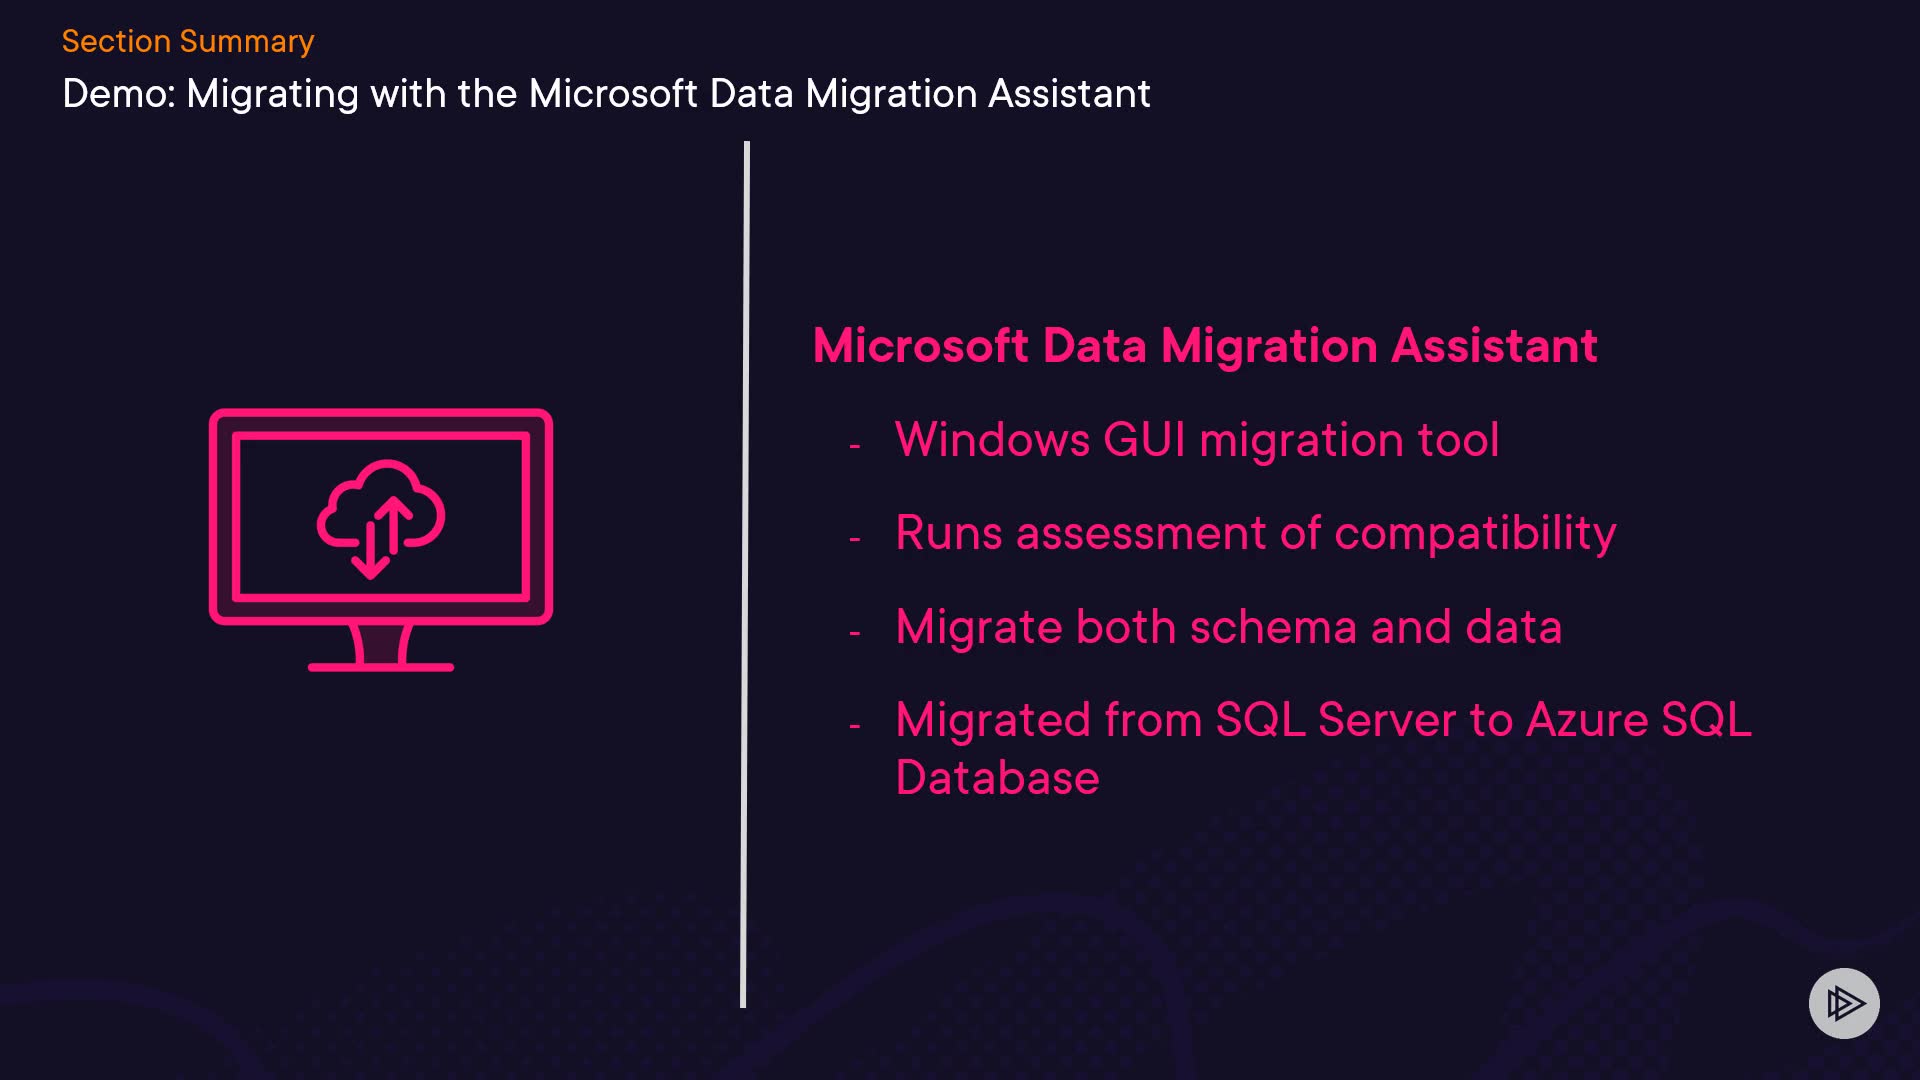 Section Summary
Demo: Migrating with the Microsoft Data Migration Assistant
Microsoft Data Migration Assistant
- Windows GUI migration tool
- Runs assessment of compatibility
- Migrate both schema and data
- Migrated from SQL Server to Azure SQL
Database